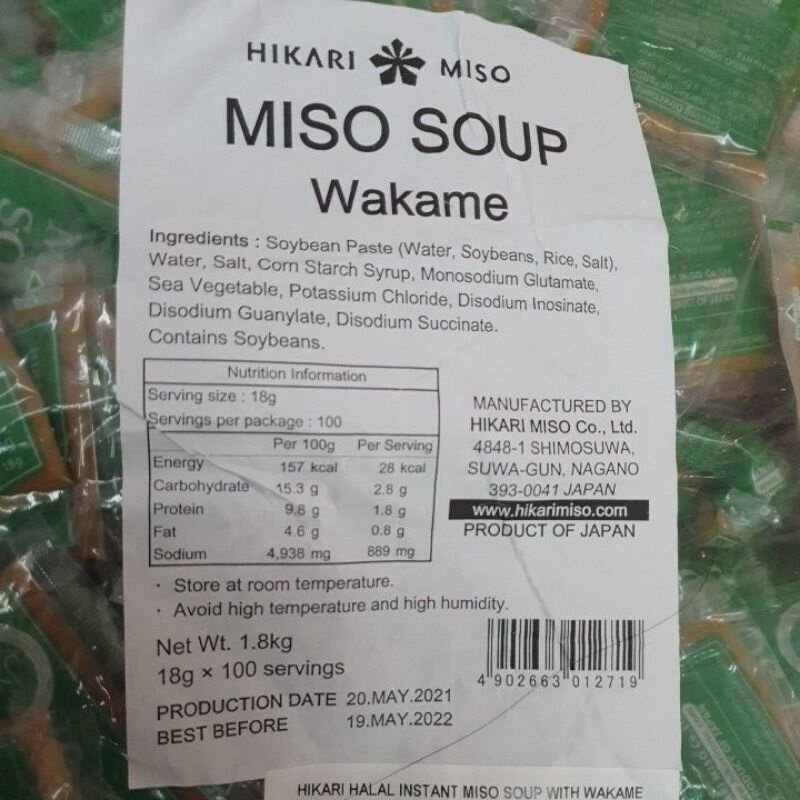 HIKARI MISO
MISO SOUP
Wakame
Ingredients : Soybean Paste (Water, Soybeans, Rice, Salt),
Water, Salt, Corn Starch Syrup, Monosodium Glutamate,
Sea Vegetable, Potassium Chloride, Disodium Inosinate,
Disodium Guanylate, Disodium Succinate.
Contains Soybeans.
Nutrition Information
Serving size : 18g
Servings per package : 100
Per 100g Per Serving
Energy 157 kcal 28 kcal
Carbohydrate 15.3 g 2.8 g
Protein 9.8 g 1.8 g
Fat 4.6 g 0.8 g
Sodium 4,938 mg 889 mg
MANUFACTURED BY
HIKARI MISO Co., Ltd.
4848-1 SHIMOSUWA,
SUWA-GUN, NAGANO
393-0041 JAPAN
www.hikarimiso.com
PRODUCT OF JAPAN
· Store at room temperature.
· Avoid high temperature and high humidity.
Net Wt. 1.8kg
18g × 100 servings
PRODUCTION DATE 20.MAY.2021
BEST BEFORE 19.MAY.2022
4 902663 012719
HIKARI HALAL INSTANT MISO SOUP WITH WAKAME